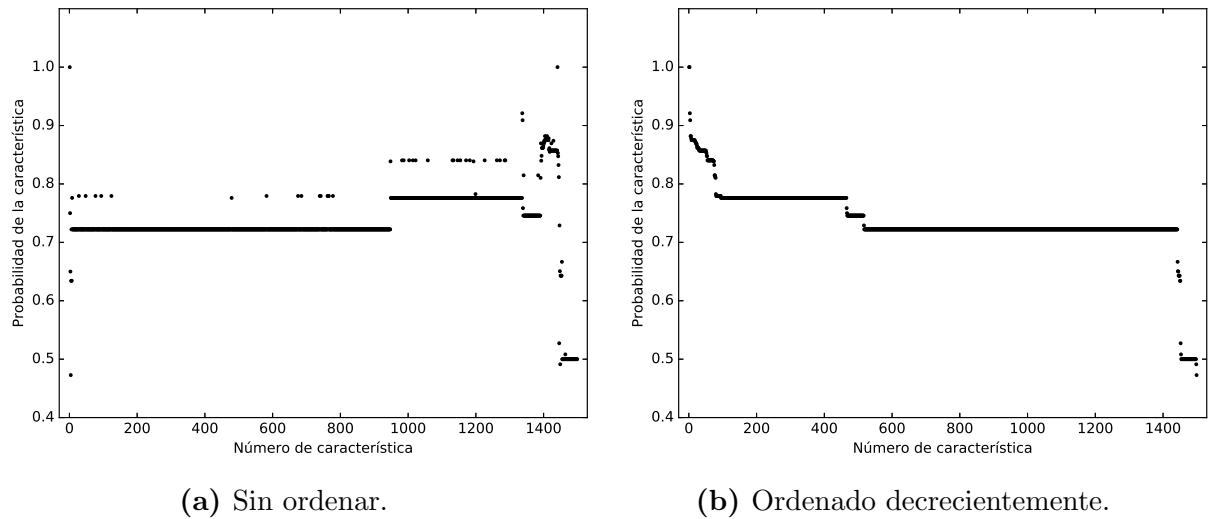 1.0
0.9
0.8
0.7
0.6
0.5
0.4
Probabilidad de la característica
0 200 400 600 800 1000 1200 1400
Número de característica
(a) Sin ordenar.
1.0
0.9
0.8
0.7
0.6
0.5
0.4
Probabilidad de la característica
0 200 400 600 800 1000 1200 1400
Número de característica
(b) Ordenado decrecientemente.